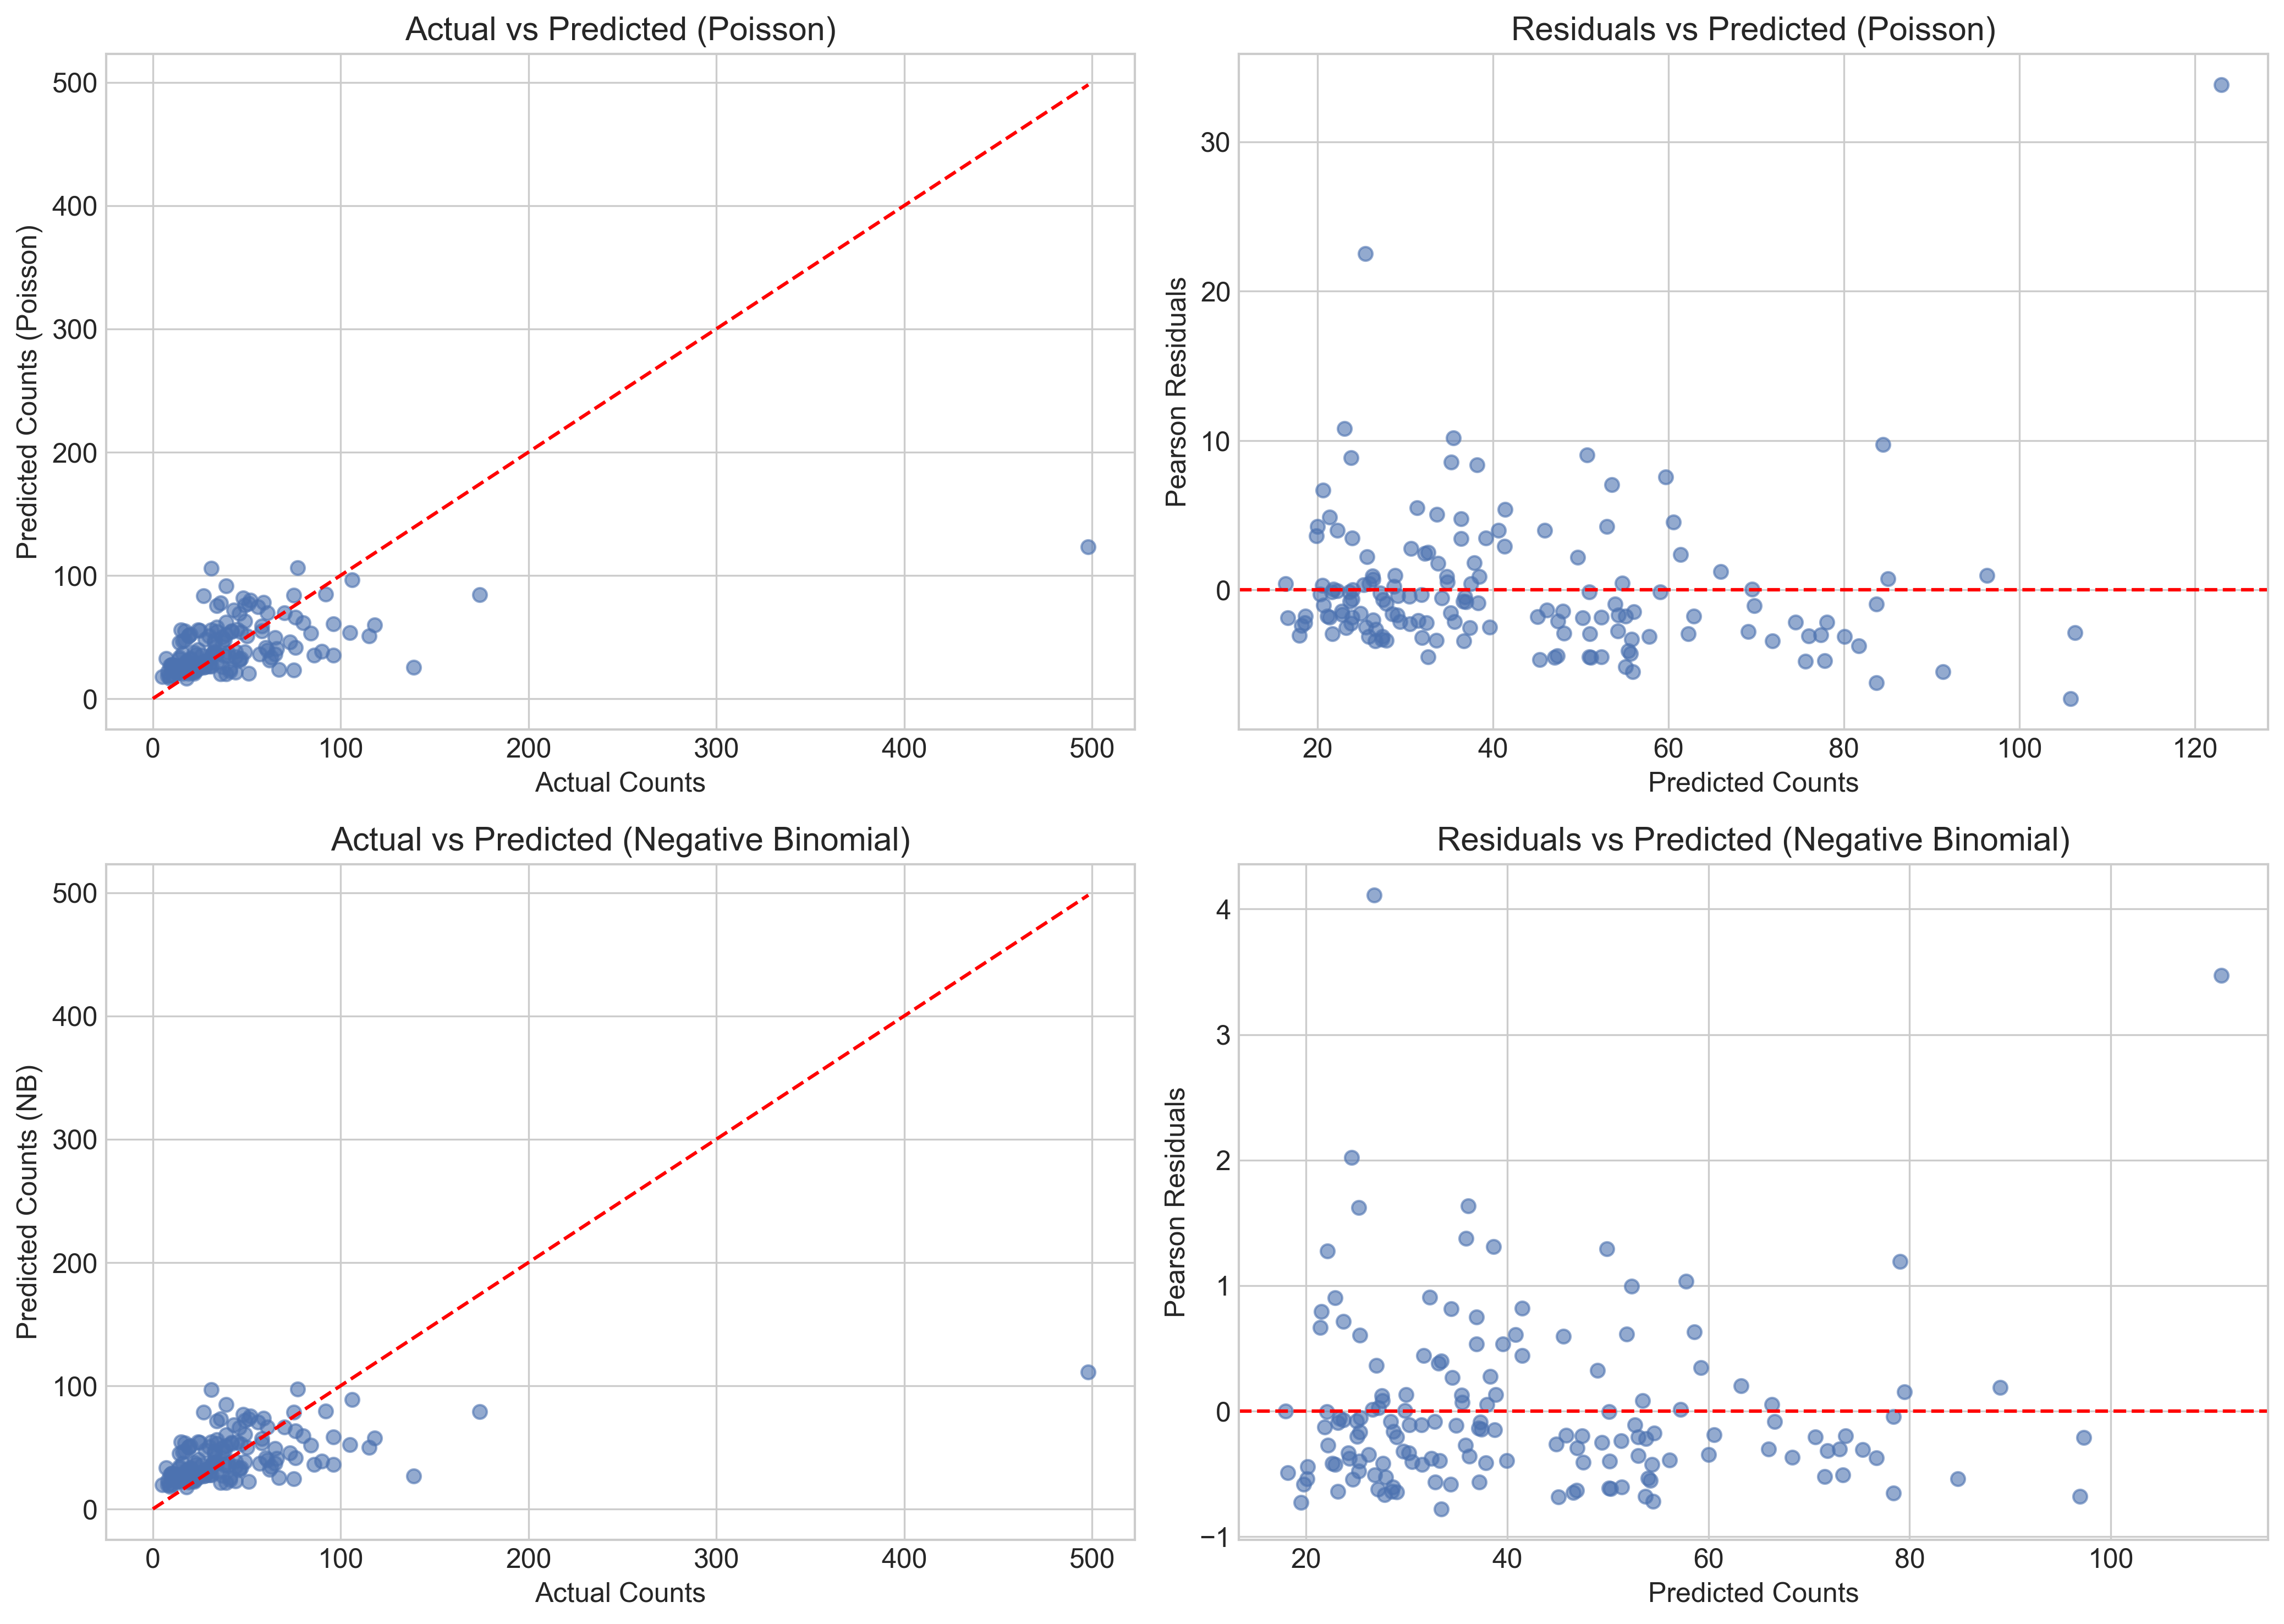 Actual vs Predicted (Poisson)
Predicted Counts (Poisson)
500
400
300
200
100
0
0 100 200 300 400 500
Actual Counts
Residuals vs Predicted (Poisson)
Pearson Residuals
30
20
10
0
20 40 60 80 100 120
Predicted Counts
Actual vs Predicted (Negative Binomial)
Predicted Counts (NB)
500
400
300
200
100
0
0 100 200 300 400 500
Actual Counts
Residuals vs Predicted (Negative Binomial)
Pearson Residuals
4
3
2
1
0
−1
20 40 60 80 100
Predicted Counts